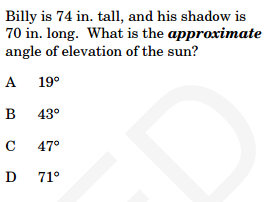 Billy is 74 in. tall, and his shadow is
70 in. long. What is the approximate
angle of elevation of the sun?
A 19°
B 43°
C 47°
D 71°